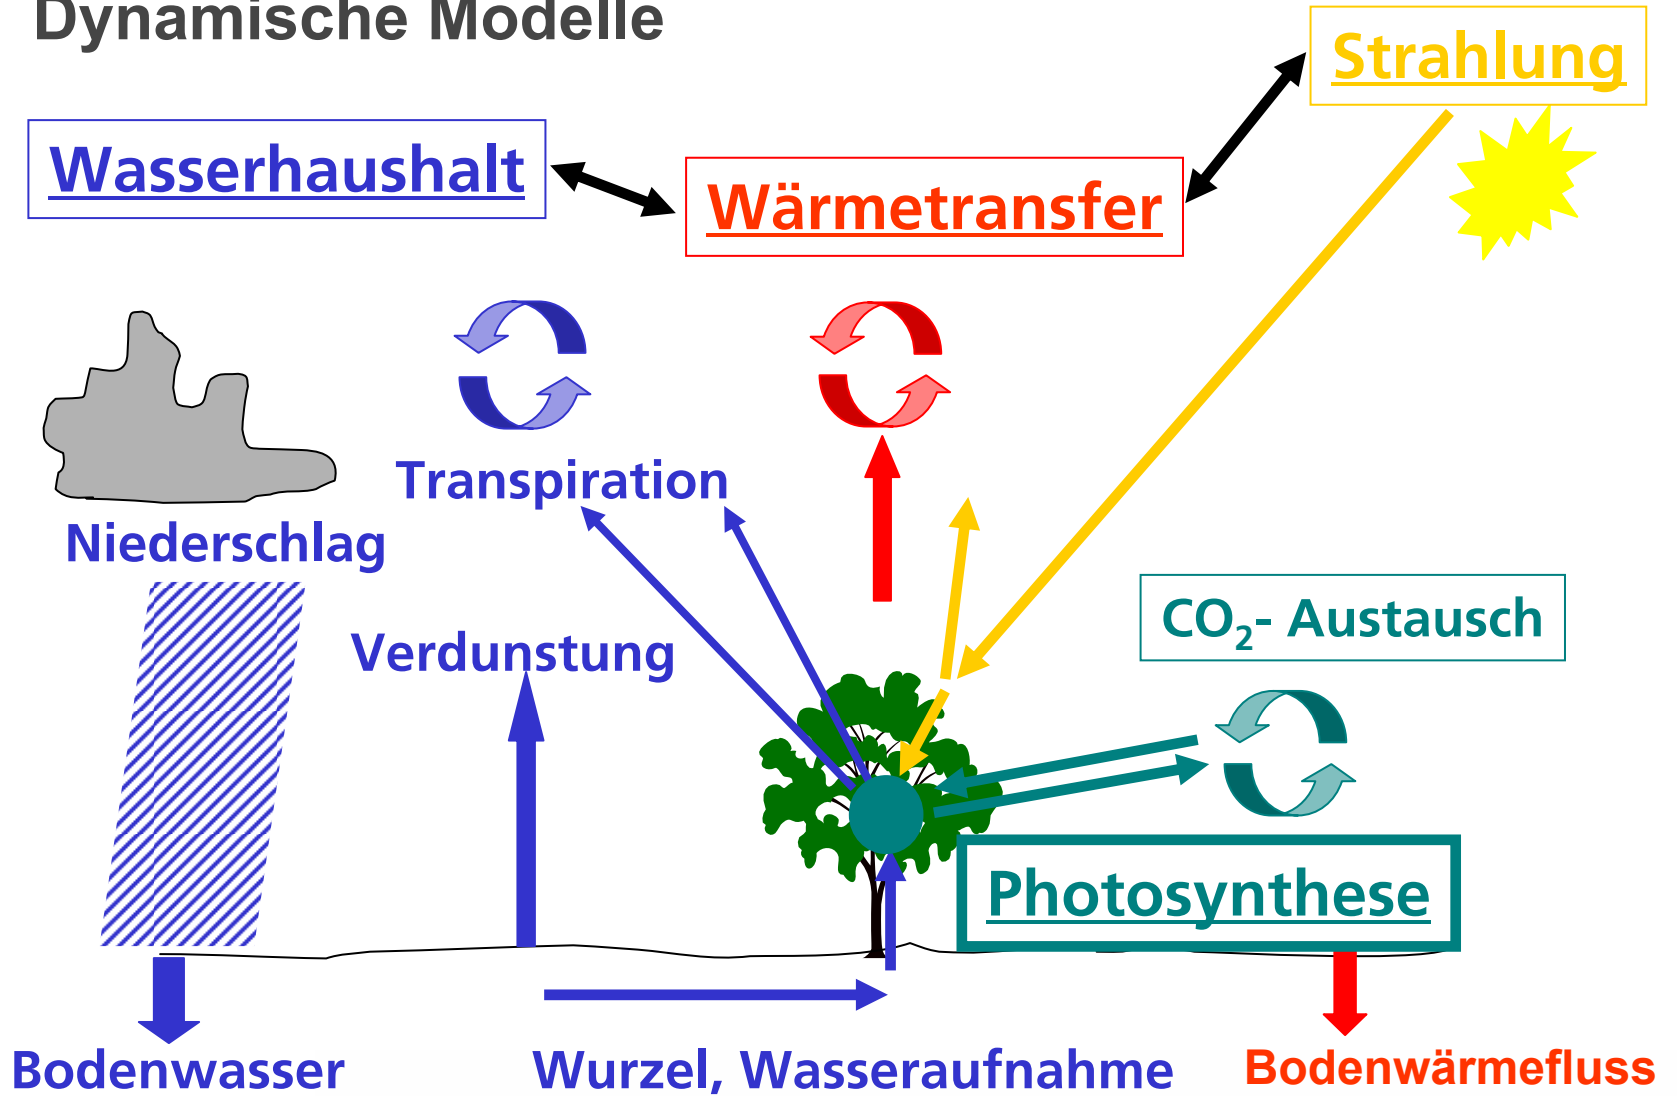 Dynamische Modelle
Strahlung
Wasserhaushalt
Wärmetransfer
Transpiration
Niederschlag
CO₂- Austausch
Verdunstung
Photosynthese
Bodenwasser
Wurzel, Wasseraufnahme
Bodenwärmefluss